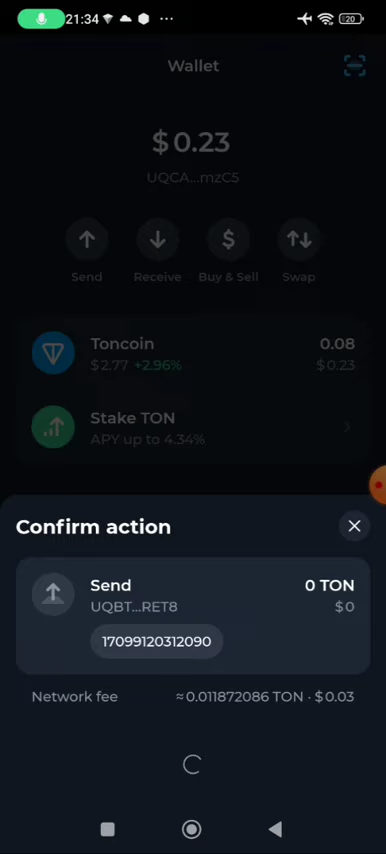 21:34 ... 20
Wallet
$0.23
UQCA...mzC5
Send Receive Buy & Sell Swap
Toncoin 0.08
$2.77 +2.96% $0.23
Stake TON
APY up to 4.34%
Confirm action
Send 0 TON
UQBT...RET8 $0
17099120312090
Network fee ≈0.011872086 TON · $0.03